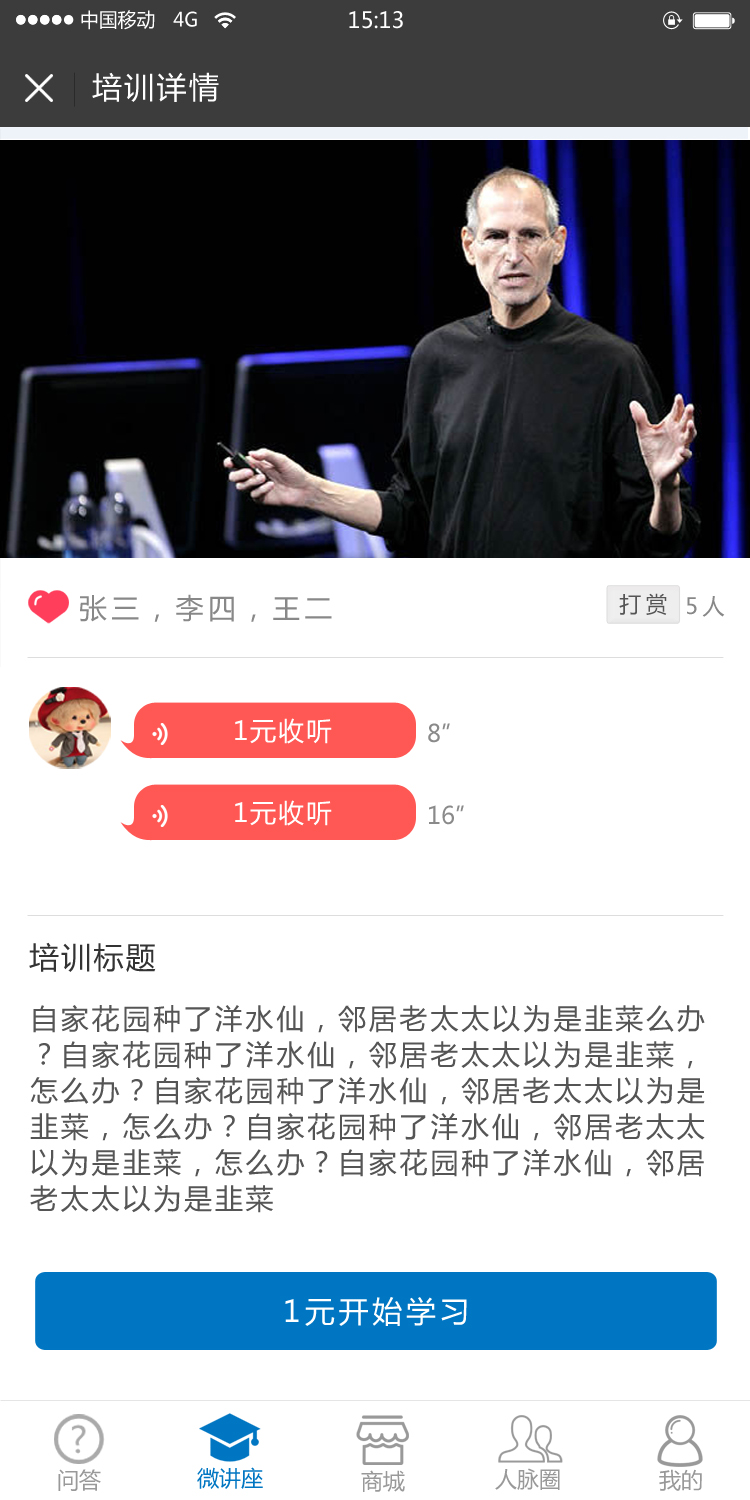 中国移动 4G 15:13
培训详情
张三，李四，王二 打赏 5人
1元收听 8″
1元收听 16″
培训标题
自家花园种了洋水仙，邻居老太太以为是韭菜么办
？自家花园种了洋水仙，邻居老太太以为是韭菜，
怎么办？自家花园种了洋水仙，邻居老太太以为是
韭菜，怎么办？自家花园种了洋水仙，邻居老太太
以为是韭菜，怎么办？自家花园种了洋水仙，邻居
老太太以为是韭菜
1元开始学习
问答 微讲座 商城 人脉圈 我的